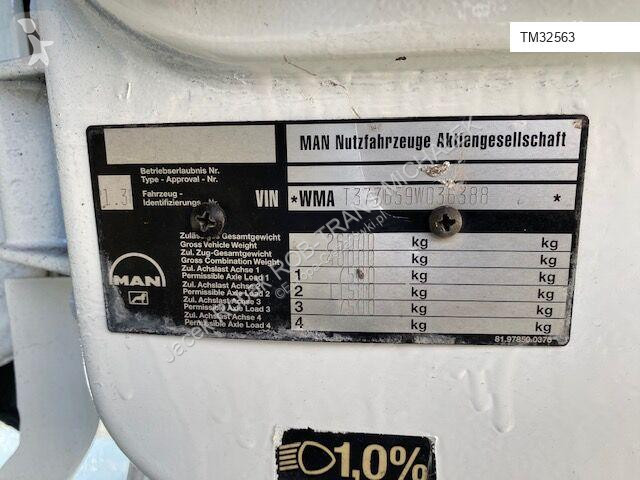 TM32563
MAN Nutzfahrzeuge Aktiengesellschaft
Betriebserlaubnis Nr.
Type - Approval - Nr.
1.3
Fahrzeug -
Identifizierungs
VIN
*WMA *
Zulässiges Gesamtgewicht
Gross Vehicle Weight
kg kg
Zul. Zug-Gesamtgewicht
Gross Combination Weight
kg kg
Zul. Achslast Achse 1
Permissible Axle Load 1
1 kg kg
Zul. Achslast Achse 2
Permissible Axle Load 2
2 kg kg
Zul. Achslast Achse 3
Permissible Axle Load 3
3 kg kg
Zul. Achslast Achse 4
Permissible Axle Load 4
4 kg kg
MAN
81.97850.0376
1,0%